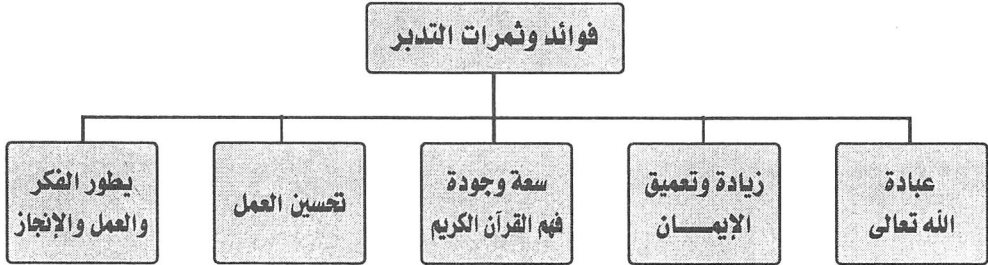 فوائد وثمرات التدبر
عبادة
الله تعالى
زيادة وتعميق
الإيمـــان
سعة وجودة
فهم القرآن الكريم
تحسين العمل
يطور الفكر
والعمل والإنجاز